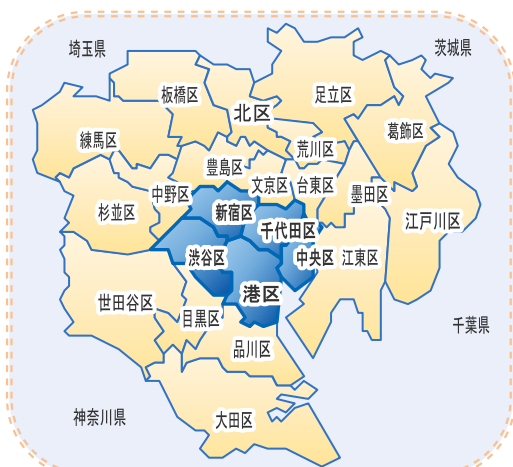 埼玉県
茨城県
板橋区
足立区
北区
葛飾区
練馬区
荒川区
豊島区
文京区
台東区
中野区
墨田区
杉並区
新宿区
江戸川区
千代田区
渋谷区
中央区
江東区
港区
世田谷区
目黒区
千葉県
品川区
神奈川県
大田区